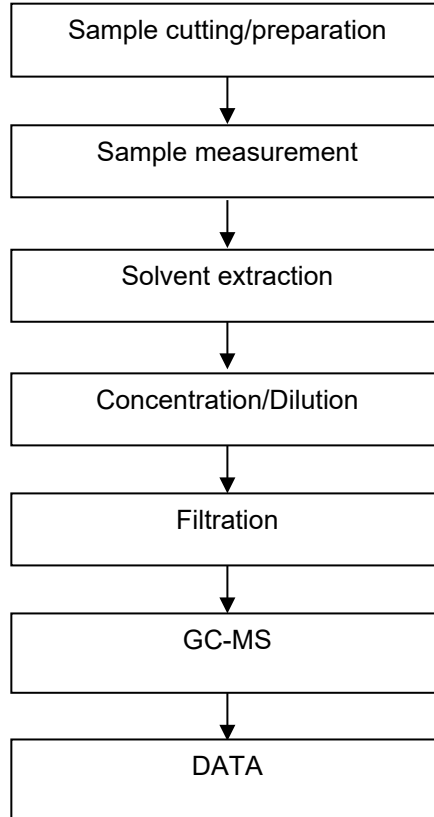 Sample cutting/preparation
Sample measurement
Solvent extraction
Concentration/Dilution
Filtration
GC-MS
DATA